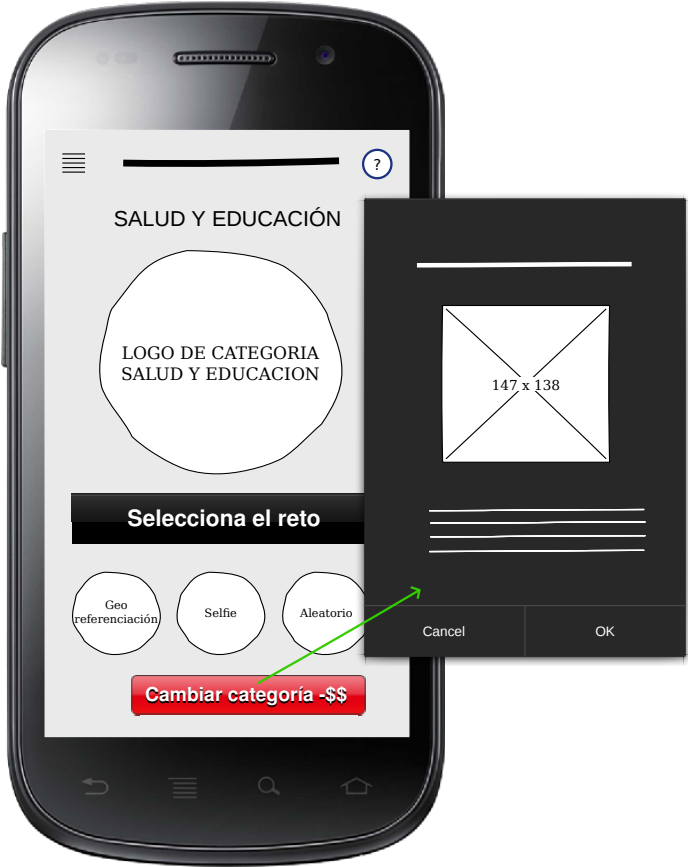 ?
SALUD Y EDUCACIÓN
LOGO DE CATEGORIA
SALUD Y EDUCACION
147 x 138
Selecciona el reto
Geo
referenciación
Selfie
Aleatorio
Cancel
OK
Cambiar categoría -$$